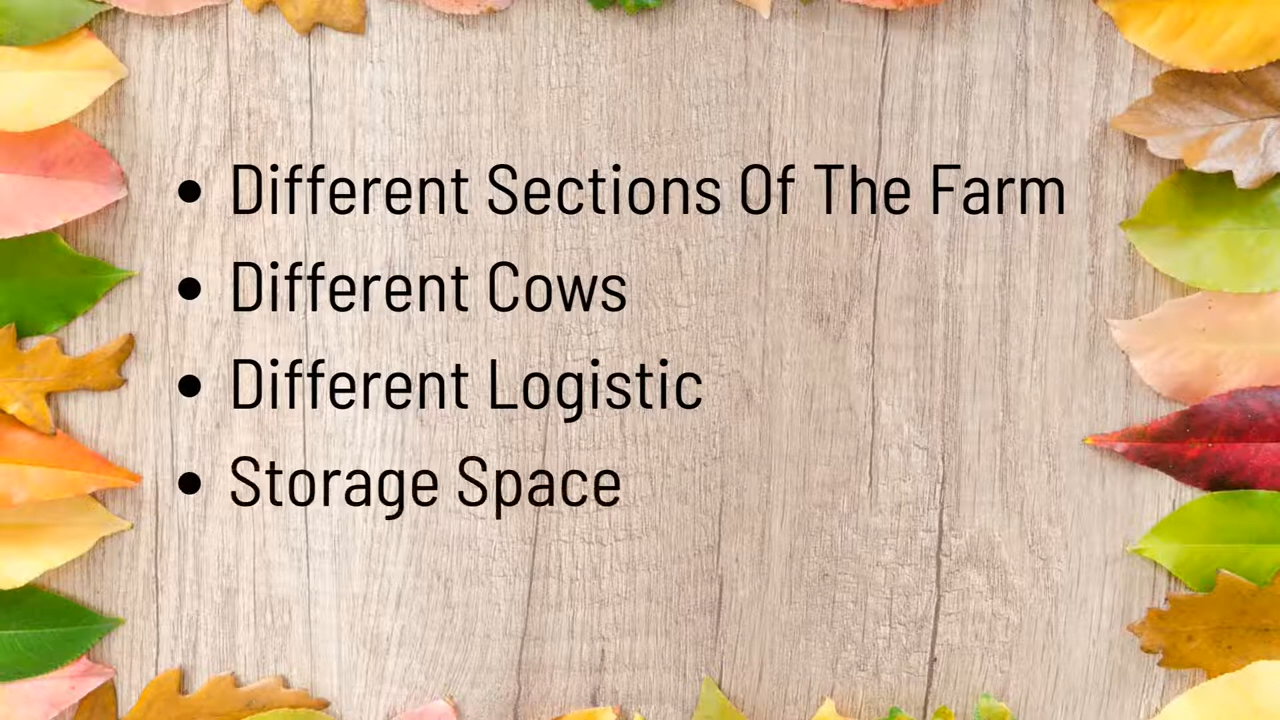 • Different Sections Of The Farm
• Different Cows
• Different Logistic
• Storage Space